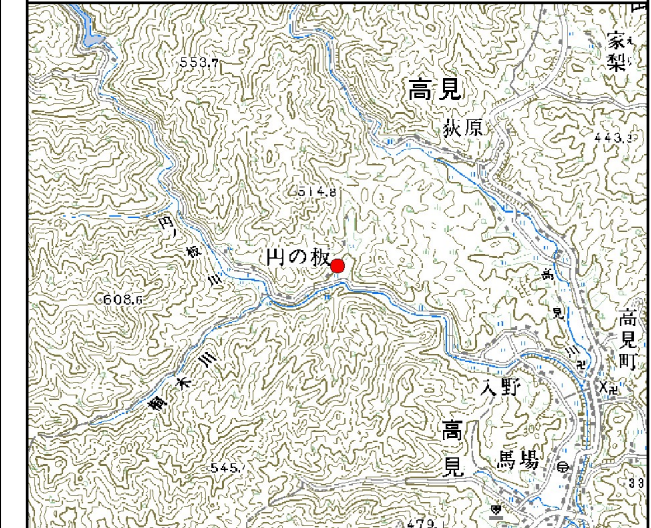 家梨
553.7
高見
荻原
443.3
514.8
円の板
円ノ板川
608.6
高見川
高見町
木川
入野
高見
馬場
545.
479.
33